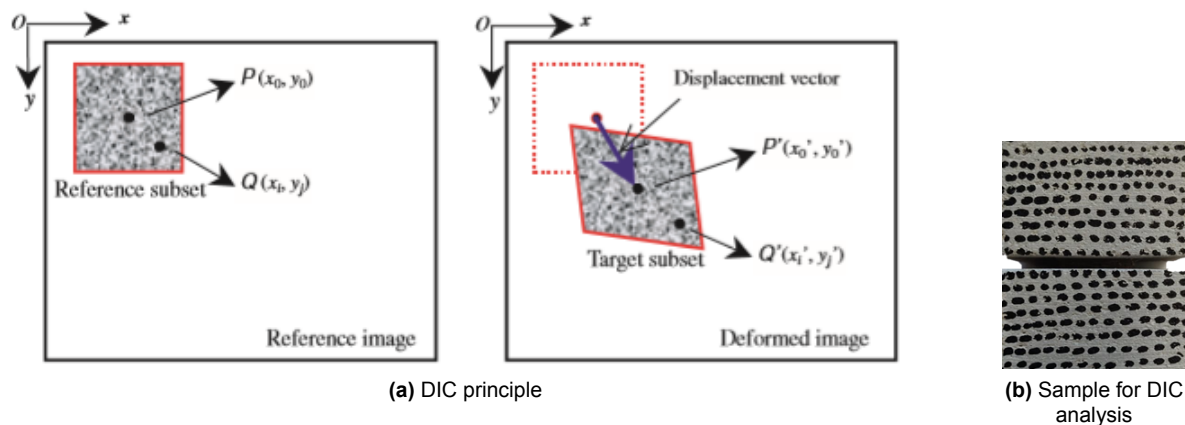 O x
y
P(x₀, y₀)
Q(xᵢ, yⱼ)
Reference subset
Reference image
O x
y
Displacement vector
P'(x₀', y₀')
Q'(xᵢ', yⱼ')
Target subset
Deformed image
(a) DIC principle
(b) Sample for DIC
analysis